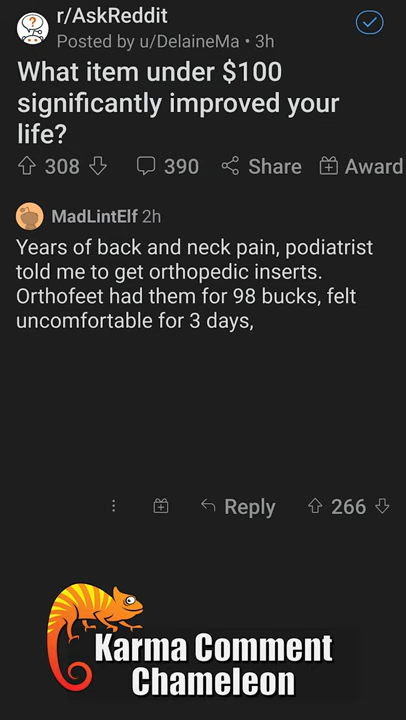 r/AskReddit
Posted by u/DelaineMa • 3h
What item under $100
significantly improved your
life?
308 390 Share Award
MadLintElf 2h
Years of back and neck pain, podiatrist
told me to get orthopedic inserts.
Orthofeet had them for 98 bucks, felt
uncomfortable for 3 days,
Reply 266
Karma Comment
Chameleon